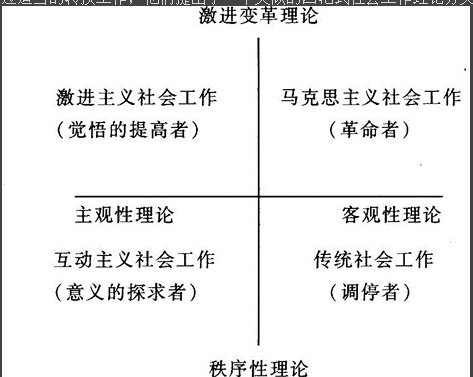 激进变革理论
激进主义社会工作
(觉悟的提高者)
马克思主义社会工作
(革命者)
主观性理论
客观性理论
互动主义社会工作
(意义的探求者)
传统社会工作
(调停者)
秩序性理论